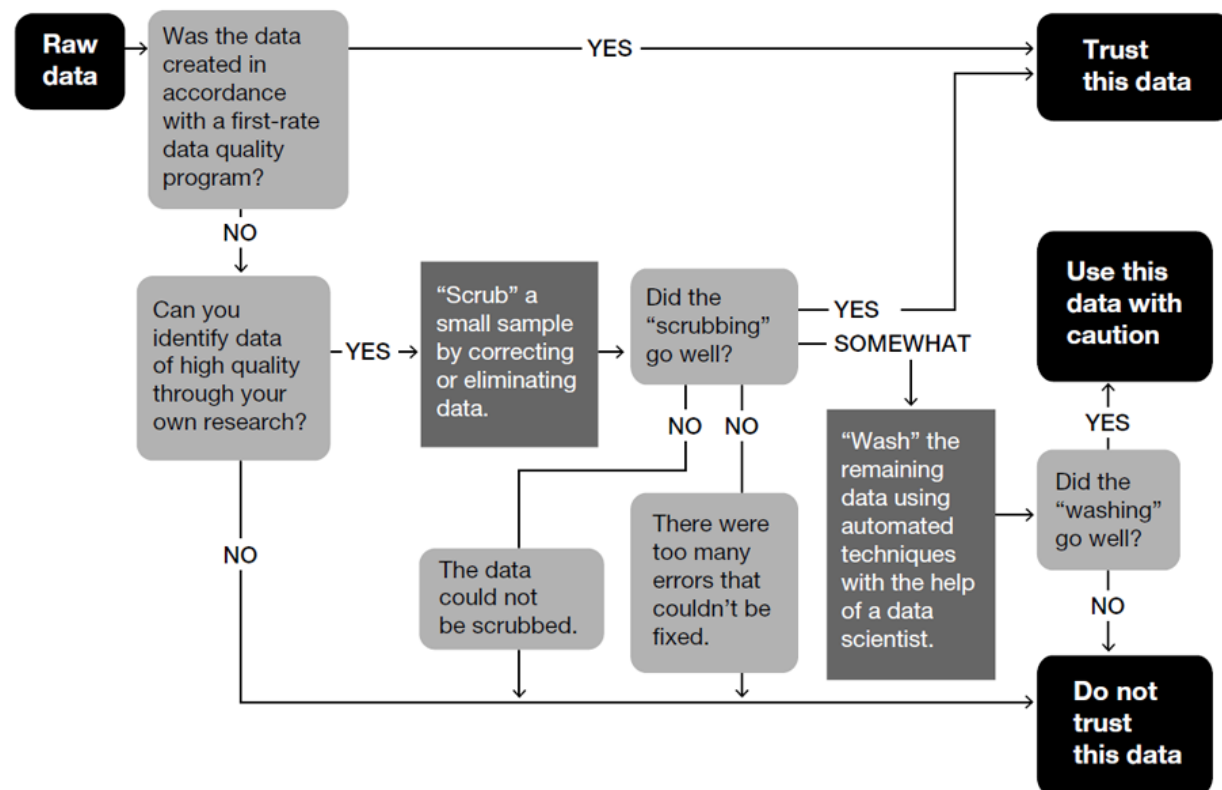 Raw
data
Was the data
created in
accordance
with a first-rate
data quality
program?
YES
Trust
this data
NO
Can you
identify data
of high quality
through your
own research?
YES
“Scrub” a
small sample
by correcting
or eliminating
data.
Did the
“scrubbing”
go well?
YES
SOMEWHAT
Use this
data with
caution
NO
NO
YES
“Wash” the
remaining
data using
automated
techniques
with the help
of a data
scientist.
Did the
“washing”
go well?
NO
The data
could not
be scrubbed.
There were
too many
errors that
couldn’t be
fixed.
NO
Do not
trust
this data